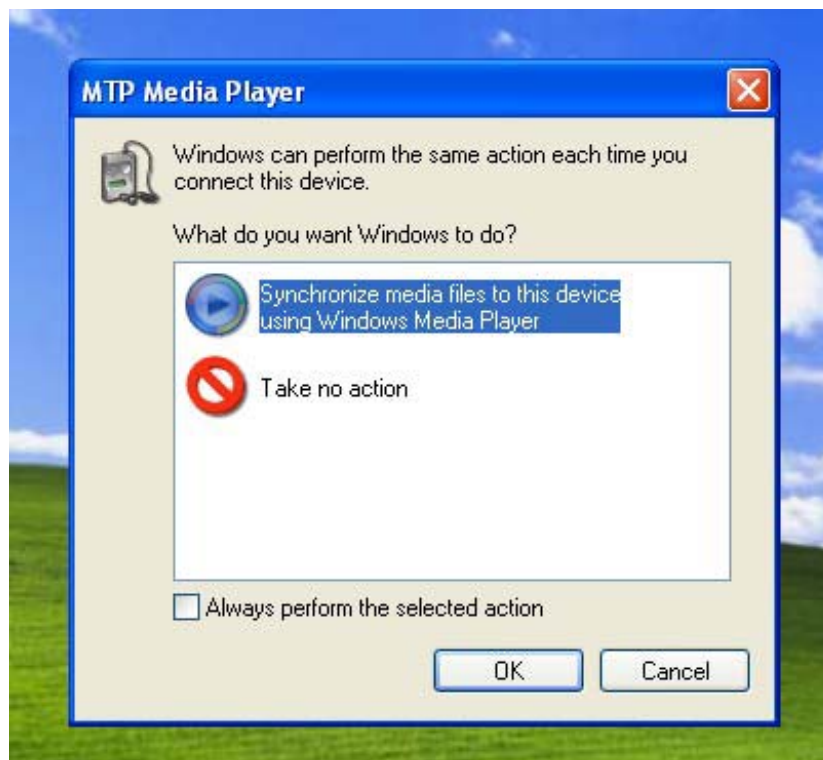 MTP Media Player
Windows can perform the same action each time you
connect this device.
What do you want Windows to do?
Synchronize media files to this device
using Windows Media Player
Take no action
Always perform the selected action
OK
Cancel